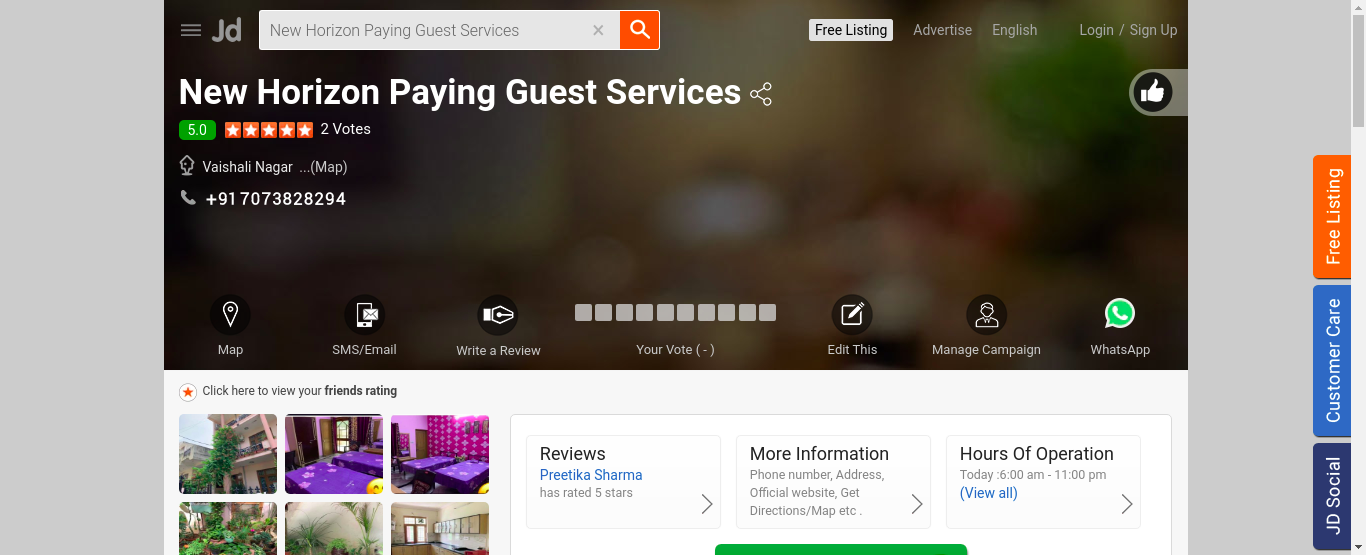 Jd
New Horizon Paying Guest Services
Free Listing
Advertise
English
Login / Sign Up
New Horizon Paying Guest Services
5.0
2 Votes
Vaishali Nagar ...(Map)
+917073828294
Map
SMS/Email
Write a Review
Your Vote ( - )
Edit This
Manage Campaign
WhatsApp
Click here to view your friends rating
Reviews
Preetika Sharma
has rated 5 stars
More Information
Phone number, Address,
Official website, Get
Directions/Map etc .
Hours Of Operation
Today :6:00 am - 11:00 pm
(View all)
Free Listing
Customer Care
JD Social